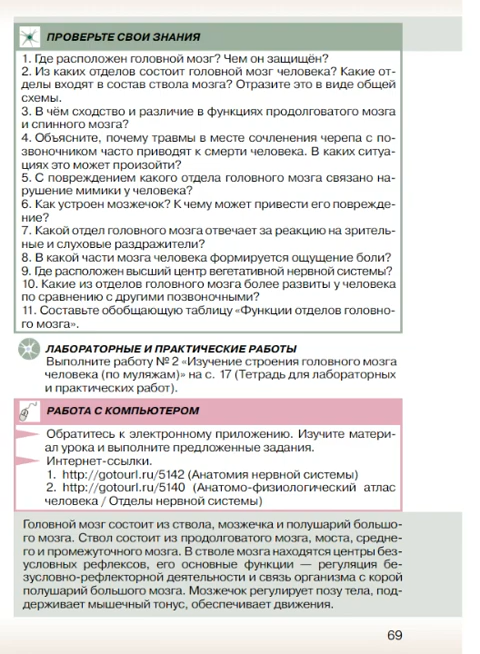 ПРОВЕРЬТЕ СВОИ ЗНАНИЯ
1. Где расположен головной мозг? Чем он защищён?
2. Из каких отделов состоит головной мозг человека? Какие от-
делы входят в состав ствола мозга? Отразите это в виде общей
схемы.
3. В чём сходство и различие в функциях продолговатого мозга
и спинного мозга?
4. Объясните, почему травмы в месте сочленения черепа с по-
звоночником часто приводят к смерти человека. В каких ситуа-
циях это может произойти?
5. С повреждением какого отдела головного мозга связано на-
рушение мимики у человека?
6. Как устроен мозжечок? К чему может привести его поврежде-
ние?
7. Какой отдел головного мозга отвечает за реакцию на зритель-
ные и слуховые раздражители?
8. В какой части мозга человека формируется ощущение боли?
9. Где расположен высший центр вегетативной нервной системы?
10. Какие из отделов головного мозга более развиты у человека
по сравнению с другими позвоночными?
11. Составьте обобщающую таблицу «Функции отделов головно-
го мозга».
ЛАБОРАТОРНЫЕ И ПРАКТИЧЕСКИЕ РАБОТЫ
Выполните работу № 2 «Изучение строения головного мозга
человека (по муляжам)» на с. 17 (Тетрадь для лабораторных
и практических работ).
РАБОТА С КОМПЬЮТЕРОМ
Обратитесь к электронному приложению. Изучите матери-
ал урока и выполните предложенные задания.
Интернет-ссылки.
1. http://gotourl.ru/5142 (Анатомия нервной системы)
2. http://gotourl.ru/5140 (Анатомо-физиологический атлас
человека / Отделы нервной системы)
Головной мозг состоит из ствола, мозжечка и полушарий большо-
го мозга. Ствол состоит из продолговатого мозга, моста, средне-
го и промежуточного мозга. В стволе мозга находятся центры без-
условных рефлексов, его основные функции — регуляция бе-
зусловно-рефлекторной деятельности и связь организма с корой
полушарий большого мозга. Мозжечок регулирует позу тела, под-
держивает мышечный тонус, обеспечивает движения.
69